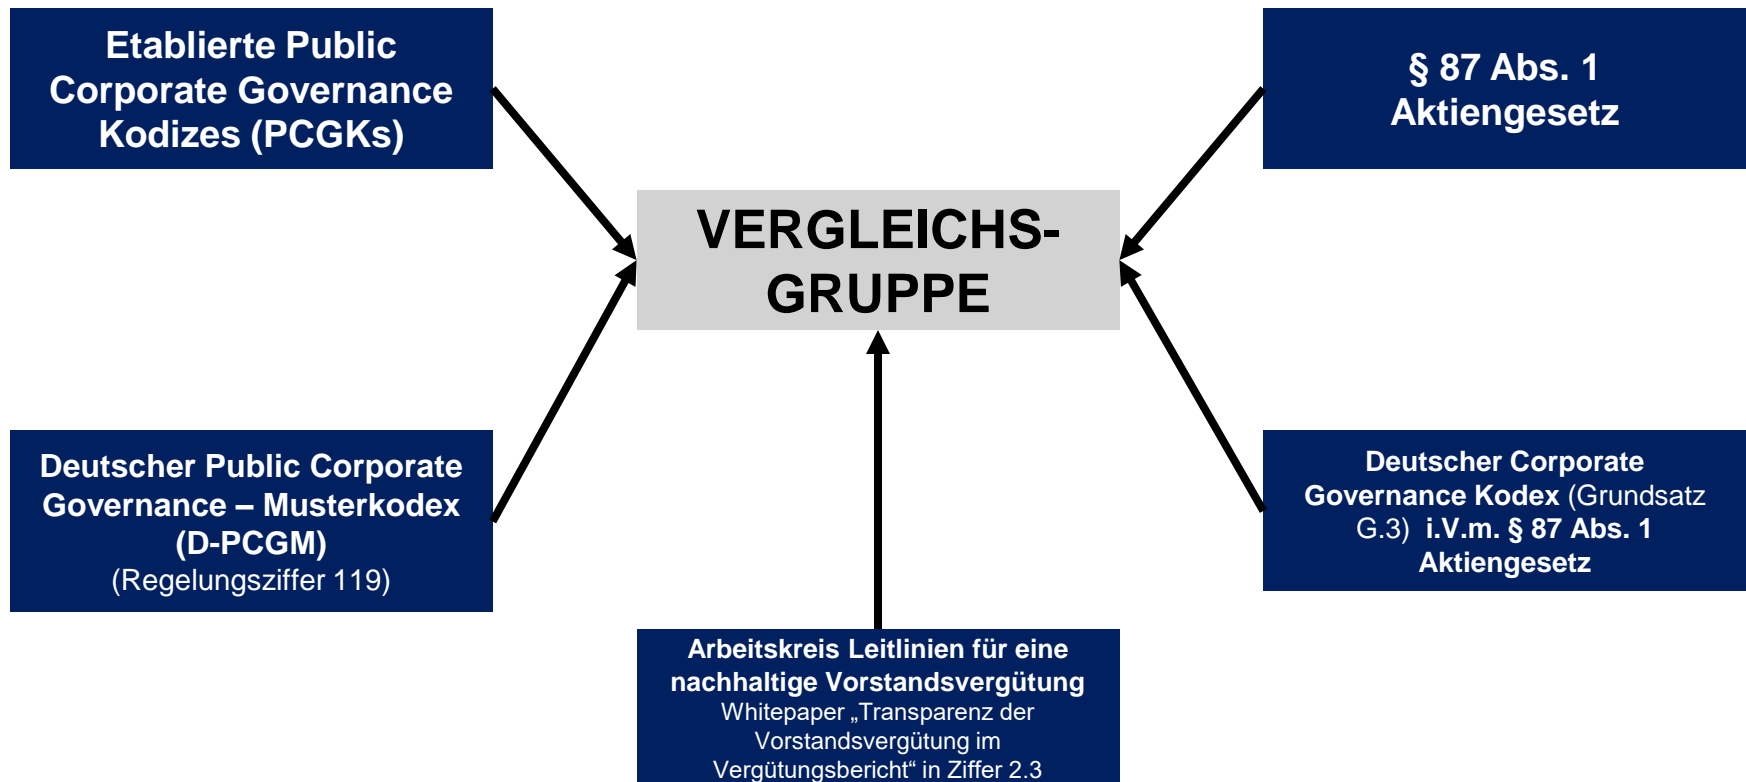 Etablierte Public
Corporate Governance
Kodizes (PCGKs)
§ 87 Abs. 1
Aktiengesetz
VERGLEICHS-
GRUPPE
Deutscher Public Corporate
Governance – Musterkodex
(D-PCGM)
(Regelungsziffer 119)
Deutscher Corporate
Governance Kodex (Grundsatz
G.3) i.V.m. § 87 Abs. 1
Aktiengesetz
Arbeitskreis Leitlinien für eine
nachhaltige Vorstandsvergütung
Whitepaper „Transparenz der
Vorstandsvergütung im
Vergütungsbericht“ in Ziffer 2.3